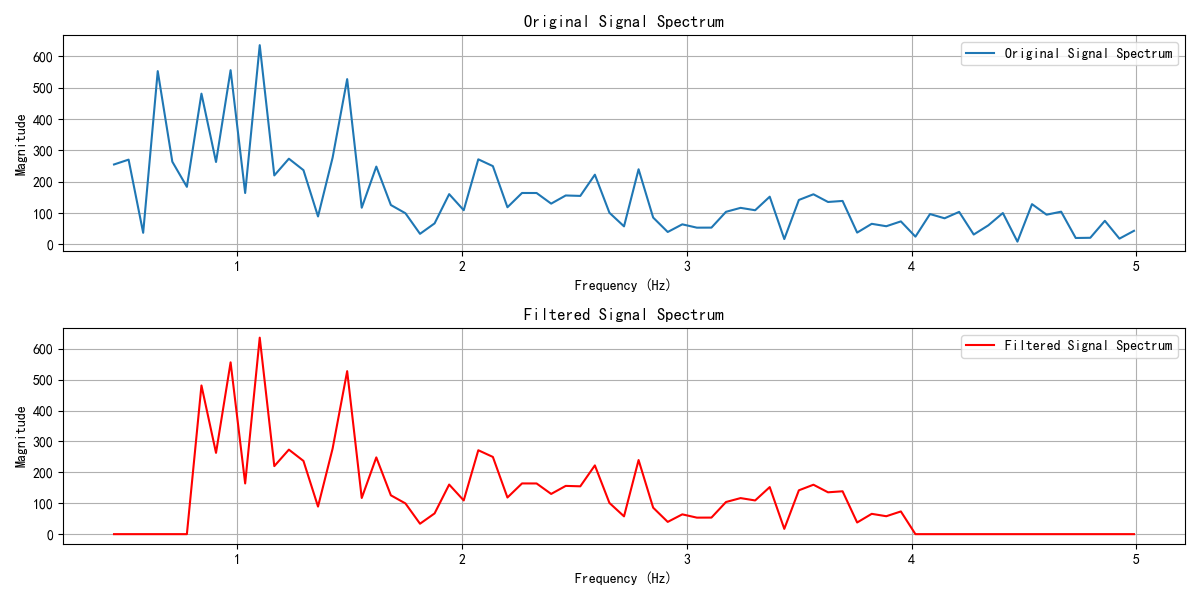 Original Signal Spectrum
Original Signal Spectrum
Magnitude
600
500
400
300
200
100
0
1 2 3 4 5
Frequency (Hz)
Filtered Signal Spectrum
Filtered Signal Spectrum
Magnitude
600
500
400
300
200
100
0
1 2 3 4 5
Frequency (Hz)